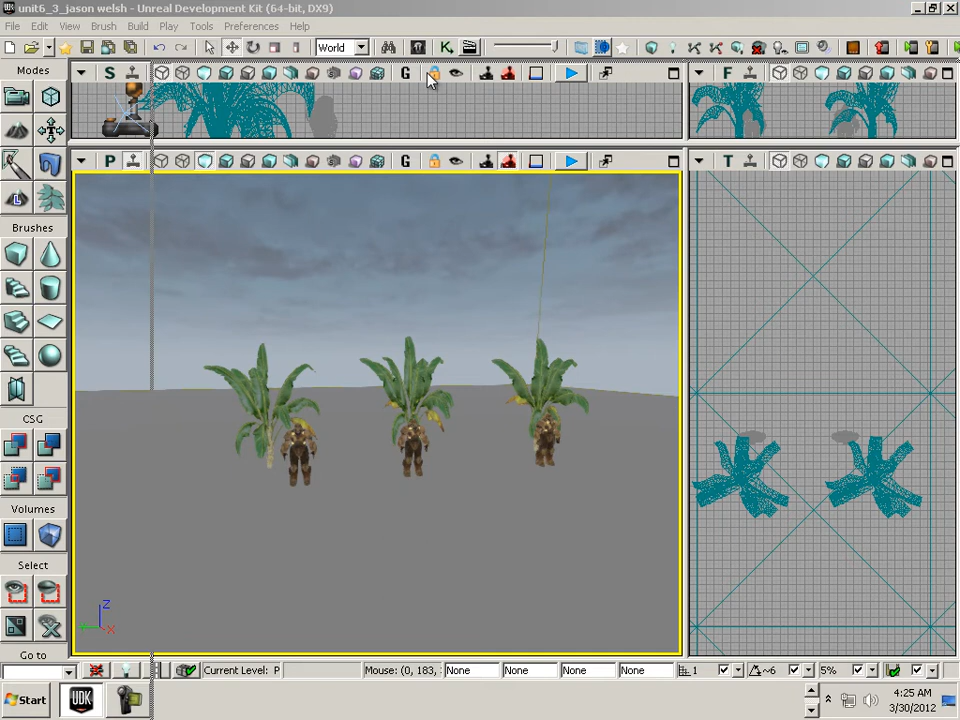 unit6_3_jason welsh - Unreal Development Kit (64-bit, DX9)
File Edit View Brush Build Play Tools Preferences Help
World
Modes
S G F
P G T
L
Brushes
CSG
Volumes
Select
Go to
Z
X
Current Level: P Mouse: (0, 183, None None None None 1 ~6 5%
Start UDK 4:25 AM
3/30/2012